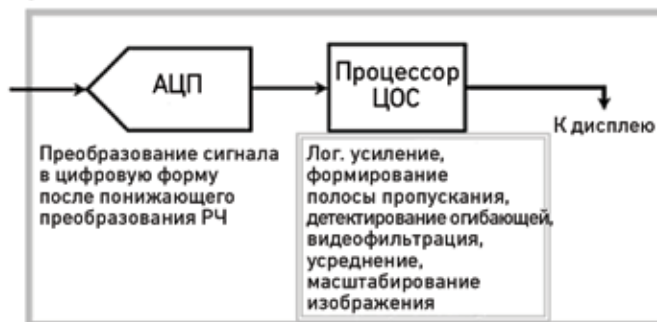 АЦП
Процессор
ЦОС
К дисплею
Преобразование сигнала
в цифровую форму
после понижающего
преобразования РЧ
Лог. усиление,
формирование
полосы пропускания,
детектирование огибающей,
видеофильтрация,
усреднение,
масштабирование
изображения